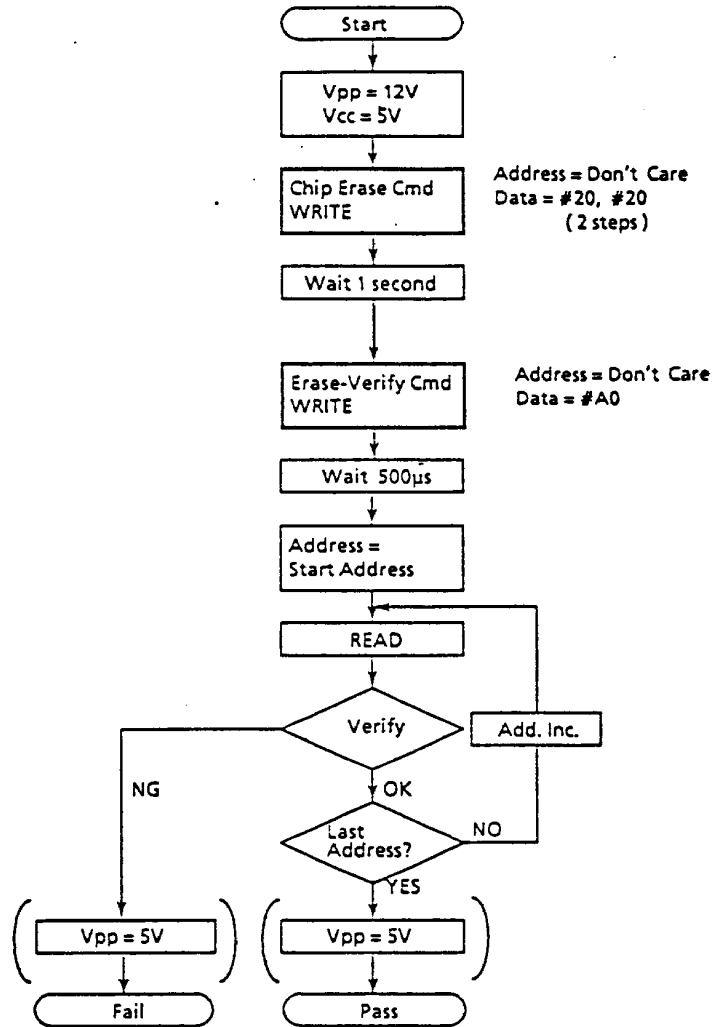 Start
Vpp = 12V
Vcc = 5V
Chip Erase Cmd
WRITE
Address = Don't Care
Data = #20, #20
(2 steps)
Wait 1 second
Erase-Verify Cmd
WRITE
Address = Don't Care
Data = #A0
Wait 500µs
Address =
Start Address
READ
Verify
Add. Inc.
NG
OK
Last
Address?
NO
YES
Vpp = 5V
Vpp = 5V
Fail
Pass